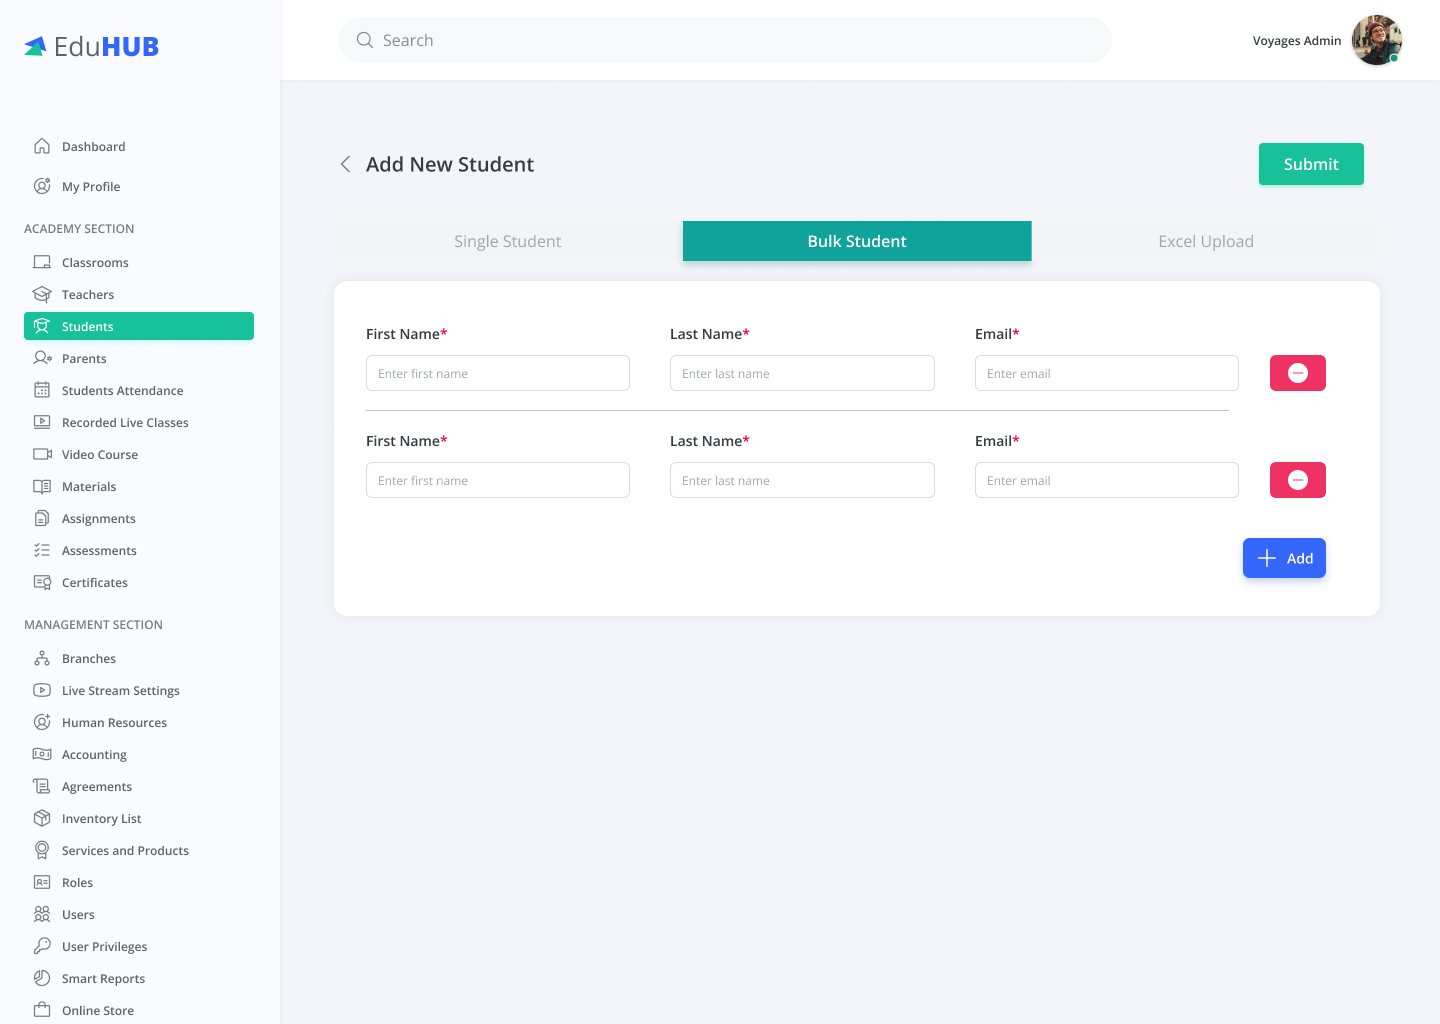 EduHUB
Search
Voyages Admin
Dashboard
My Profile
ACADEMY SECTION
Classrooms
Teachers
Students
Parents
Students Attendance
Recorded Live Classes
Video Course
Materials
Assignments
Assessments
Certificates
MANAGEMENT SECTION
Branches
Live Stream Settings
Human Resources
Accounting
Agreements
Inventory List
Services and Products
Roles
Users
User Privileges
Smart Reports
Online Store
Add New Student
Submit
Single Student
Bulk Student
Excel Upload
First Name* Last Name* Email*
Enter first name Enter last name Enter email
First Name* Last Name* Email*
Enter first name Enter last name Enter email
Add